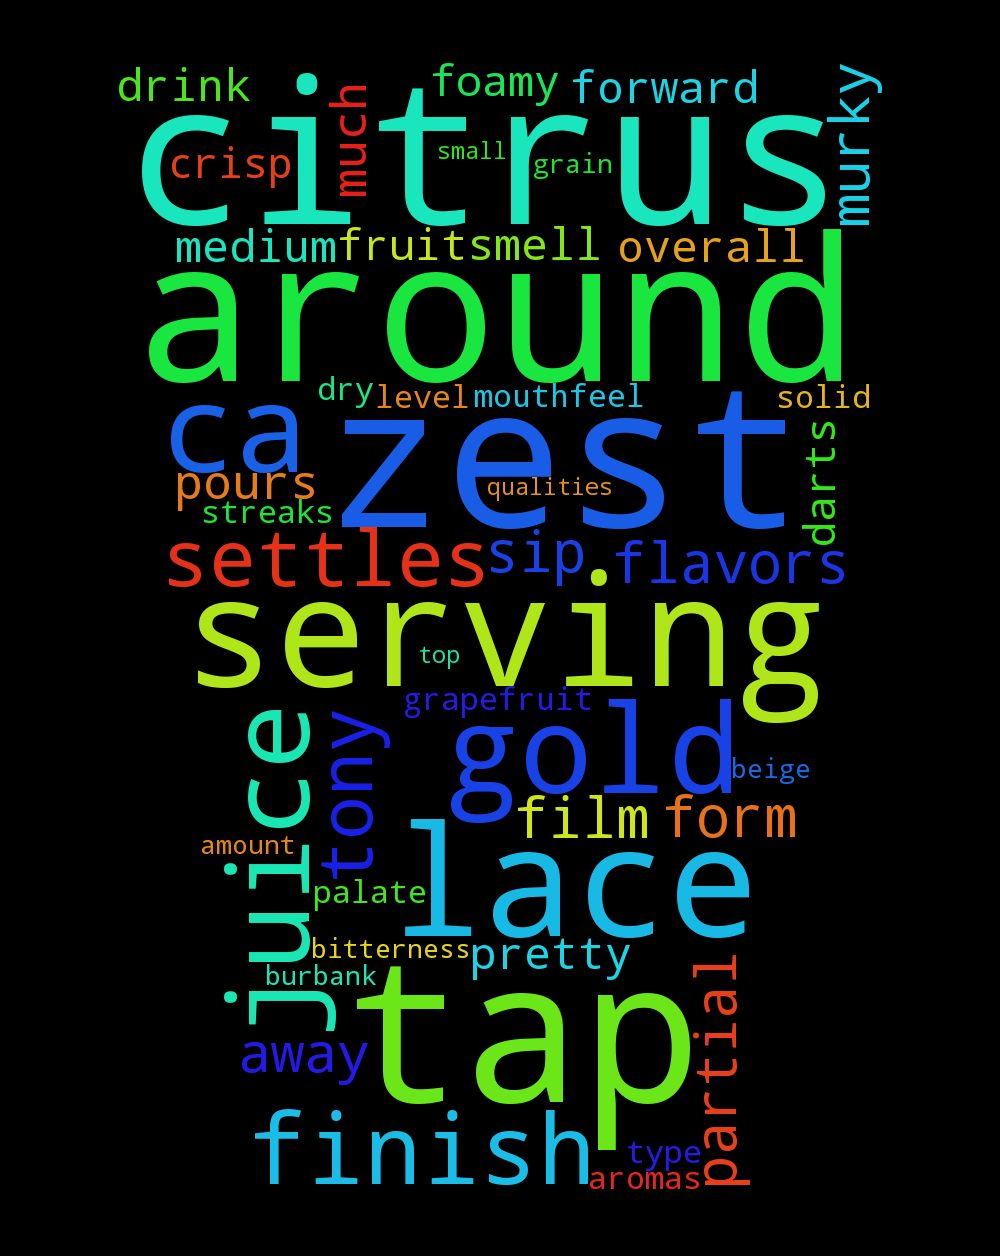 drink
foamy
forward
citrus
much
murky
crisp
small
grain
medium
fruit
smell
overall
around
dry
level
mouthfeel
solid
ca
zest
darts
pours
qualities
streaks
settles
sip
flavors
serving
top
grapefruit
juice
tony
gold
beige
film
form
amount
lace
palate
bitterness
pretty
burbank
tap
partial
away
finish
type
aromas